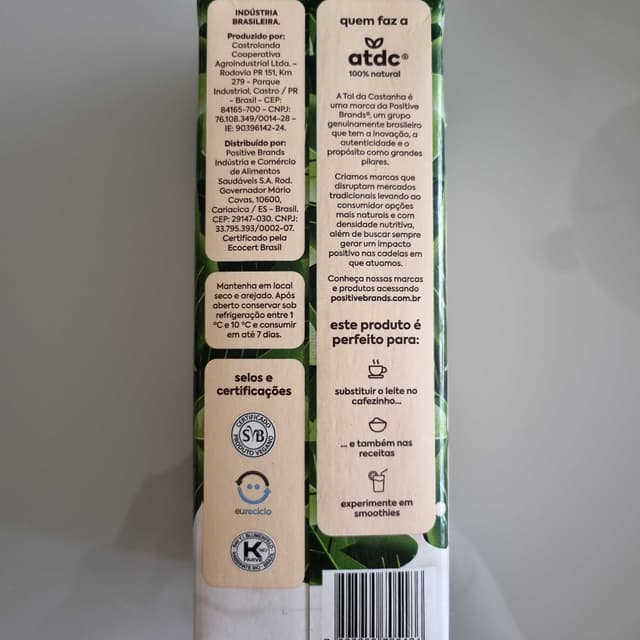 INDÚSTRIA
BRASILEIRA.
Produzido por:
Castrolanda
Cooperativa
Agroindustrial Ltda. –
Rodovia PR 151, Km
279 – Parque
Industrial, Castro / PR
– Brasil – CEP:
84165-700 – CNPJ:
76.108.349/0014-28 –
IE: 90396142-24.
Distribuído por:
Positive Brands
Indústria e Comércio
de Alimentos
Saudáveis S.A. Rod.
Governador Mário
Covas, 10600,
Cariacica / ES – Brasil.
CEP: 29147-030. CNPJ:
33.795.393/0002-07.
Certificado pela
Ecocert Brasil
Mantenha em local
seco e arejado. Após
aberto conservar sob
refrigeração entre 1
°C e 10 °C e consumir
em até 7 dias.
selos e
certificações
CERTIFICADO
SVB
PRODUTO VEGANO
eureciclo
K
PARVE
quem faz a
atdc®
100% natural
A Tal da Castanha é
uma marca da Positive
Brands®, um grupo
genuinamente brasileiro
que tem a inovação, a
autenticidade e o
propósito como grandes
pilares.
Criamos marcas que
disruptam mercados
tradicionais levando ao
consumidor opções
mais naturais e com
densidade nutritiva,
além de buscar sempre
gerar um impacto
positivo nas cadeias em
que atuamos.
Conheça nossas marcas
e produtos acessando
positivebrands.com.br
este produto é
perfeito para:
substituir o leite no
cafezinho...
... e também nas
receitas
experimente em
smoothies